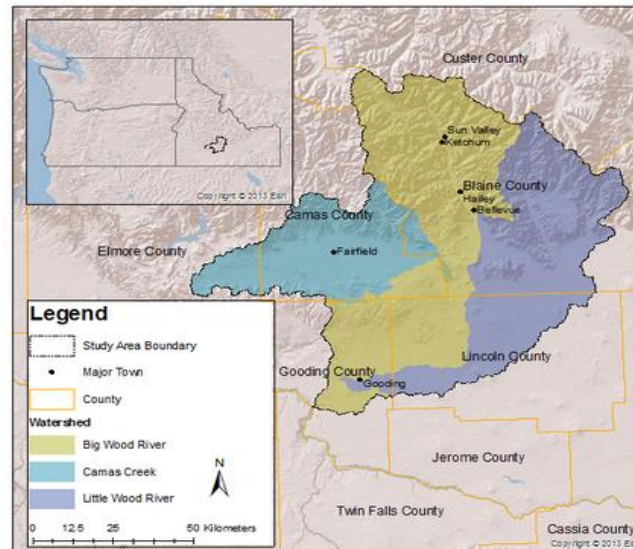 Copyright © 2013 Esri
Custer County
Sun Valley
Ketchum
Blaine County
Hailey
Bellevue
Camas County
Elmore County
Fairfield
Legend
Study Area Boundary
Major Town
County
Watershed
Big Wood River
Camas Creek
Little Wood River
N
0 12.5 25 50 Kilometers
Lincoln County
Gooding County
Gooding
Jerome County
Twin Falls County
Cassia County
Copyright © 2013 Esri